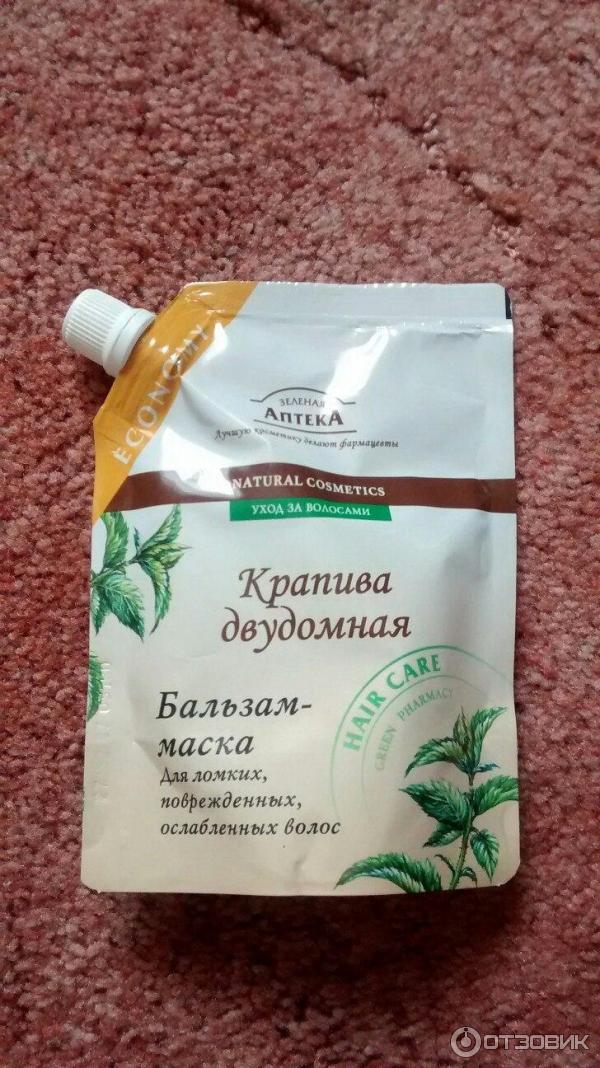 ECONOMY
ЗЕЛЕНАЯ
АПТЕКА
Лучшую косметику делают фармацевты
NATURAL COSMETICS
УХОД ЗА ВОЛОСАМИ
Крапива
двудомная
HAIR CARE
GREEN PHARMACY
Бальзам-
маска
Для ломких,
поврежденных,
ослабленных волос
ОТЗОВИК